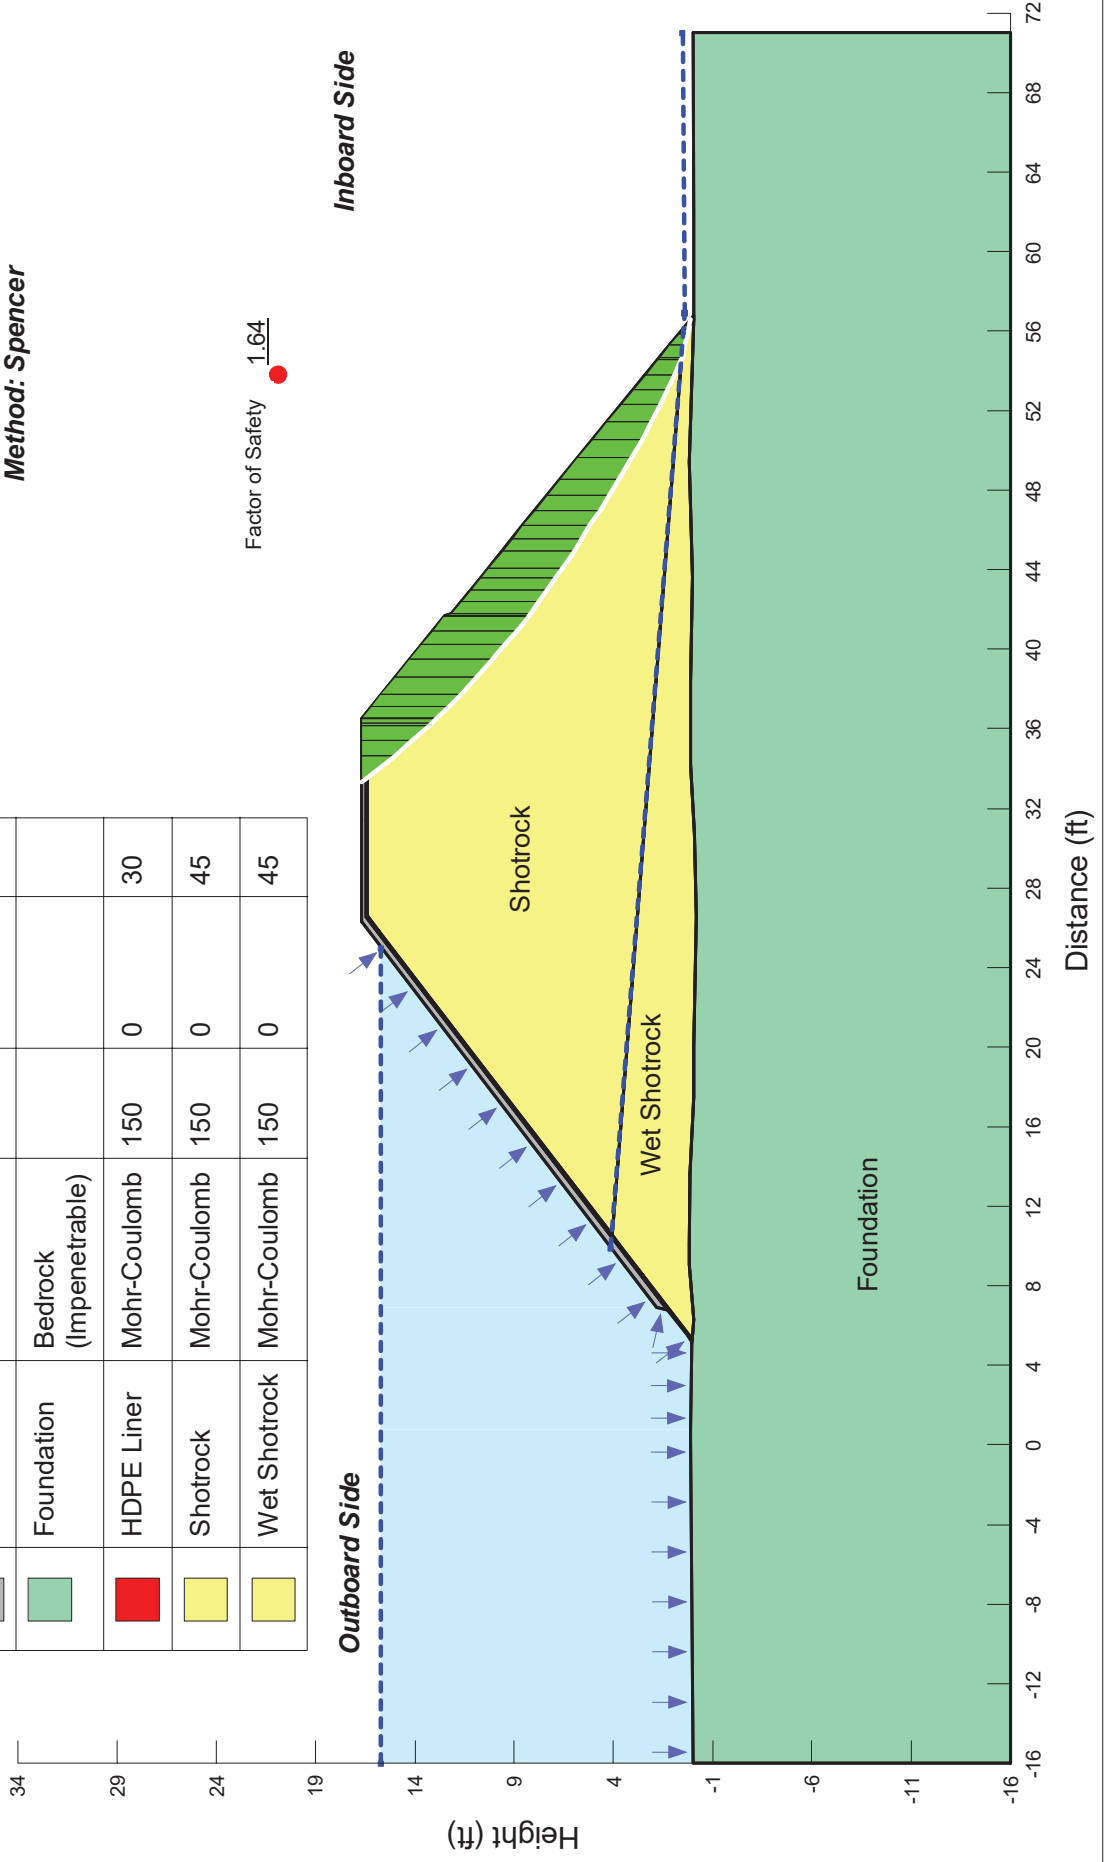 Method: Spencer
Foundation Bedrock (Impenetrable)
HDPE Liner Mohr-Coulomb 150 0 30
Shotrock Mohr-Coulomb 150 0 45
Wet Shotrock Mohr-Coulomb 150 0 45
Factor of Safety 1.64
Outboard Side
Inboard Side
Shotrock
Wet Shotrock
Foundation
Height (ft)
34
29
24
19
14
9
4
-1
-6
-11
-16
-16 -12 -8 -4 0 4 8 12 16 20 24 28 32 36 40 44 48 52 56 60 64 68 72
Distance (ft)